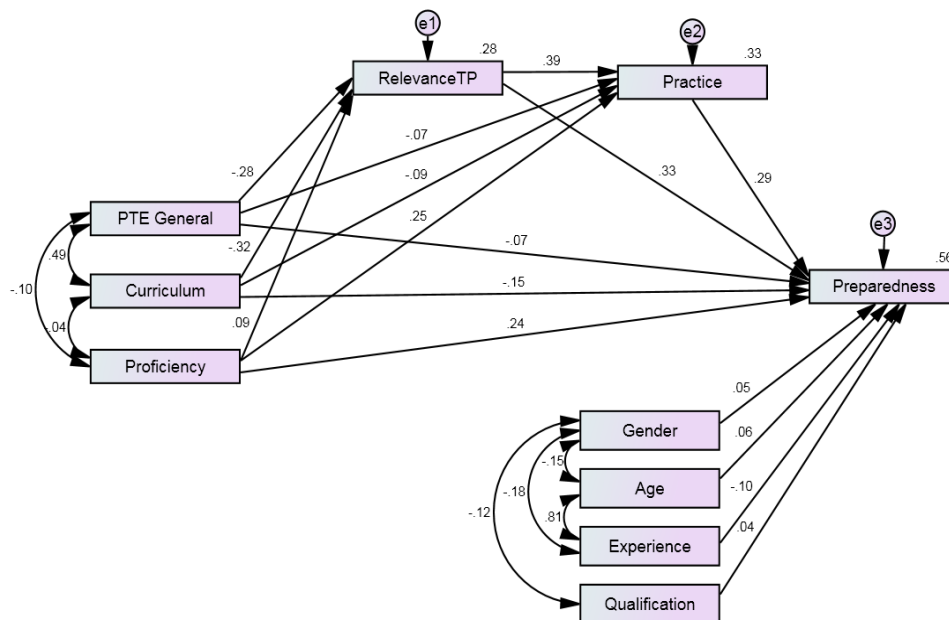 e1
e2
.28
.39
.33
RelevanceTP
Practice
-.07
-.28
-.09
.33
.29
PTE General
.25
e3
-.32
-.07
.49
.56
-.10
Curriculum
-.15
Preparedness
-.04
.09
.24
Proficiency
.05
Gender
.06
-.15
-.10
-.18
Age
-.12
.81
.04
Experience
Qualification